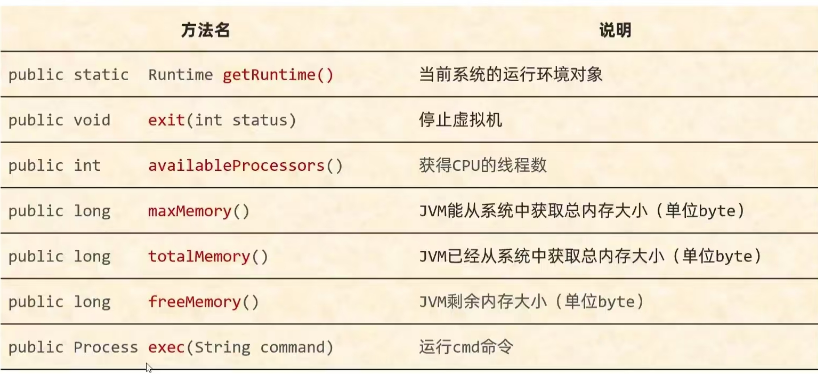 方法名 说明
public static Runtime getRuntime() 当前系统的运行环境对象
public void exit(int status) 停止虚拟机
public int availableProcessors() 获得CPU的线程数
public long maxMemory() JVM能从系统中获取总内存大小（单位byte）
public long totalMemory() JVM已经从系统中获取总内存大小（单位byte）
public long freeMemory() JVM剩余内存大小（单位byte）
public Process exec(String command) 运行cmd命令